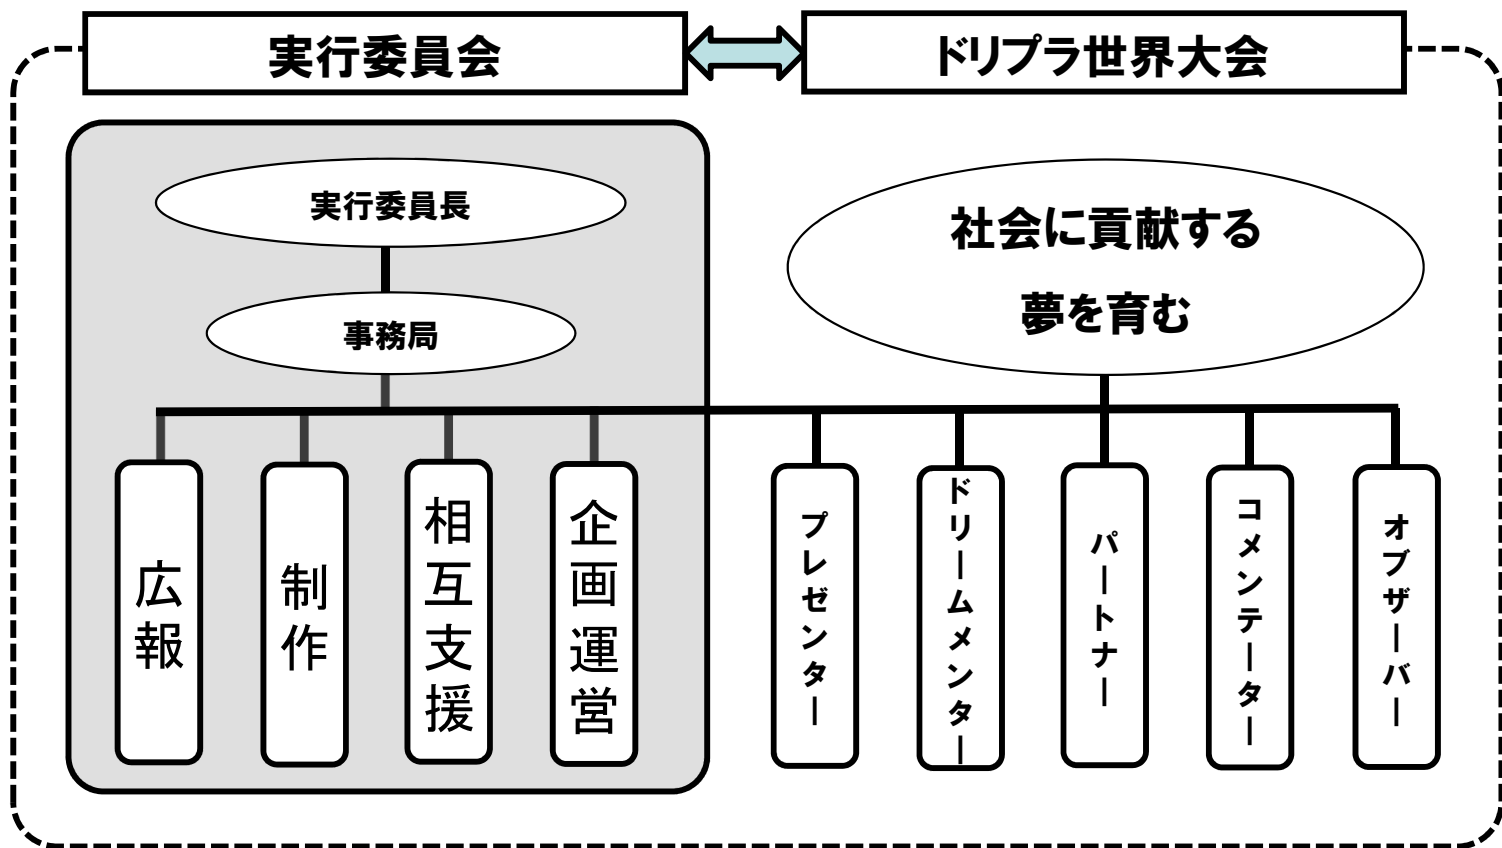 実行委員会
ドリプラ世界大会
実行委員長
事務局
社会に貢献する
夢を育む
広報
制作
相互支援
企画運営
プレゼンター
ドリームメンター
パートナー
コメンテーター
オブザーバー